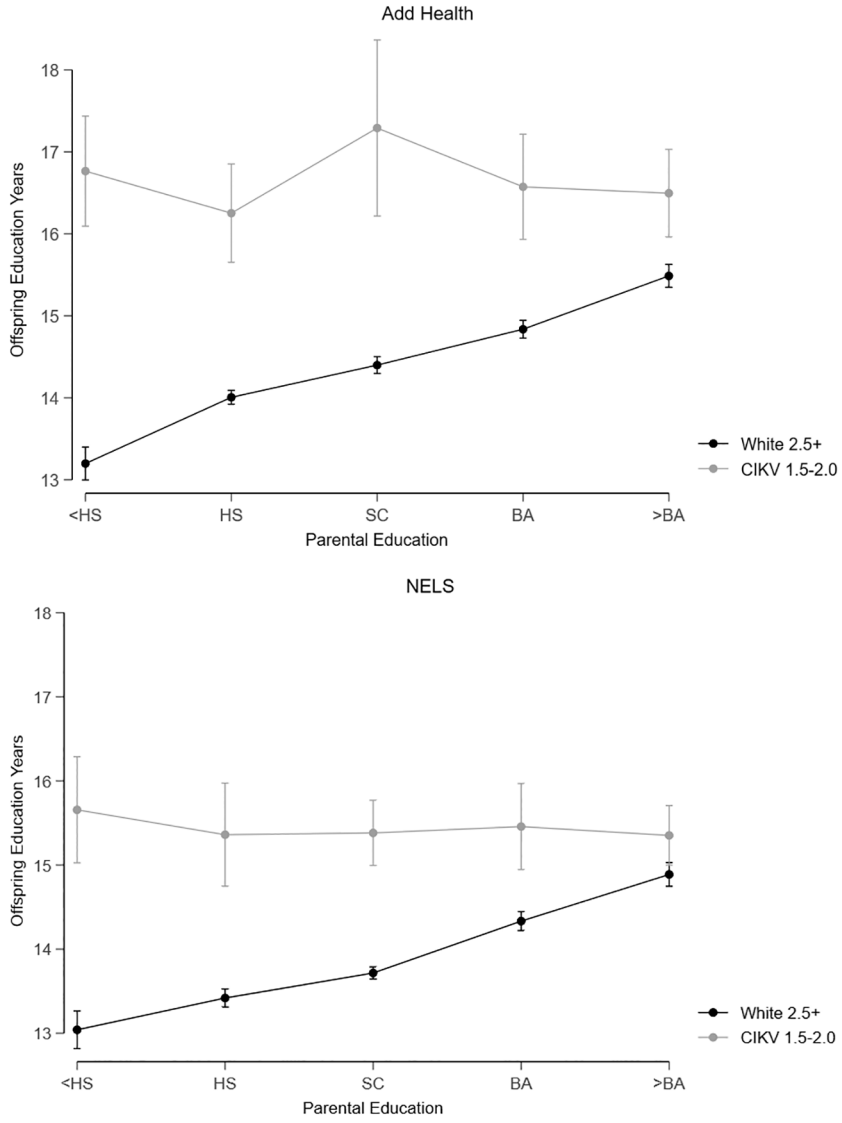 Add Health
18
17
16
15
14
13
Offspring Education Years
<HS HS SC BA >BA
Parental Education
White 2.5+
CIKV 1.5-2.0
NELS
18
17
16
15
14
13
Offspring Education Years
<HS HS SC BA >BA
Parental Education
White 2.5+
CIKV 1.5-2.0